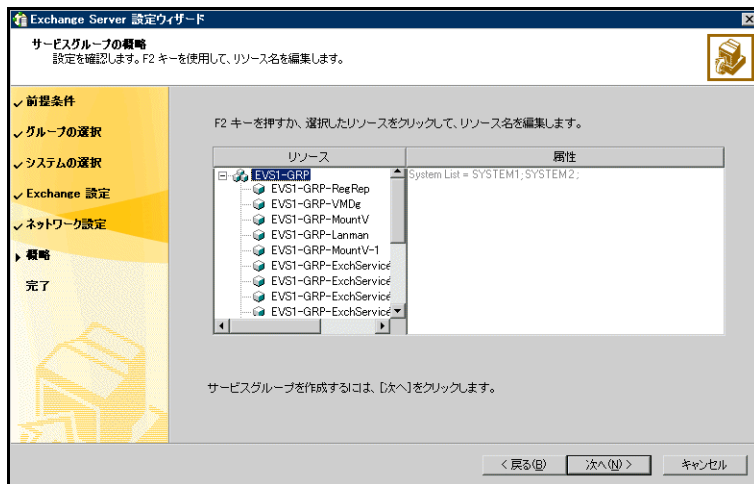 Exchange Server 設定ウィザード
サービスグループの概略
設定を確認します。F2 キーを使用して、リソース名を編集します。
前提条件
グループの選択
システムの選択
Exchange 設定
ネットワーク設定
概略
完了
F2 キーを押すか、選択したリソースをクリックして、リソース名を編集します。
リソース 属性
EVS1-GRP System List = SYSTEM1;SYSTEM2;
EVS1-GRP-RegRep
EVS1-GRP-VMDg
EVS1-GRP-MountV
EVS1-GRP-Lanman
EVS1-GRP-MountV-1
EVS1-GRP-ExchService
EVS1-GRP-ExchService
EVS1-GRP-ExchService
EVS1-GRP-ExchService
サービスグループを作成するには、[次へ]をクリックします。
< 戻る(B) 次へ(N) > キャンセル